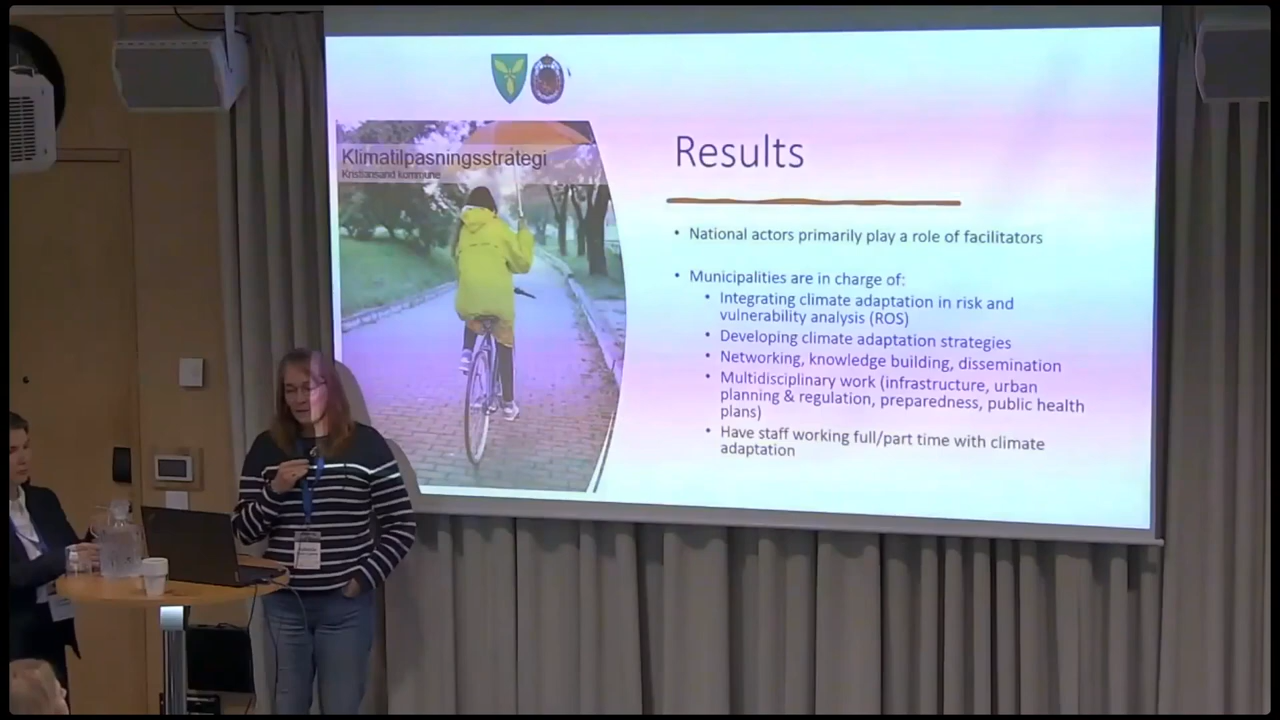 Klimatilpasningsstrategi
Kristiansand kommune
Results
• National actors primarily play a role of facilitators
• Municipalities are in charge of:
• Integrating climate adaptation in risk and
vulnerability analysis (ROS)
• Developing climate adaptation strategies
• Networking, knowledge building, dissemination
• Multidisciplinary work (infrastructure, urban
planning & regulation, preparedness, public health
plans)
• Have staff working full/part time with climate
adaptation